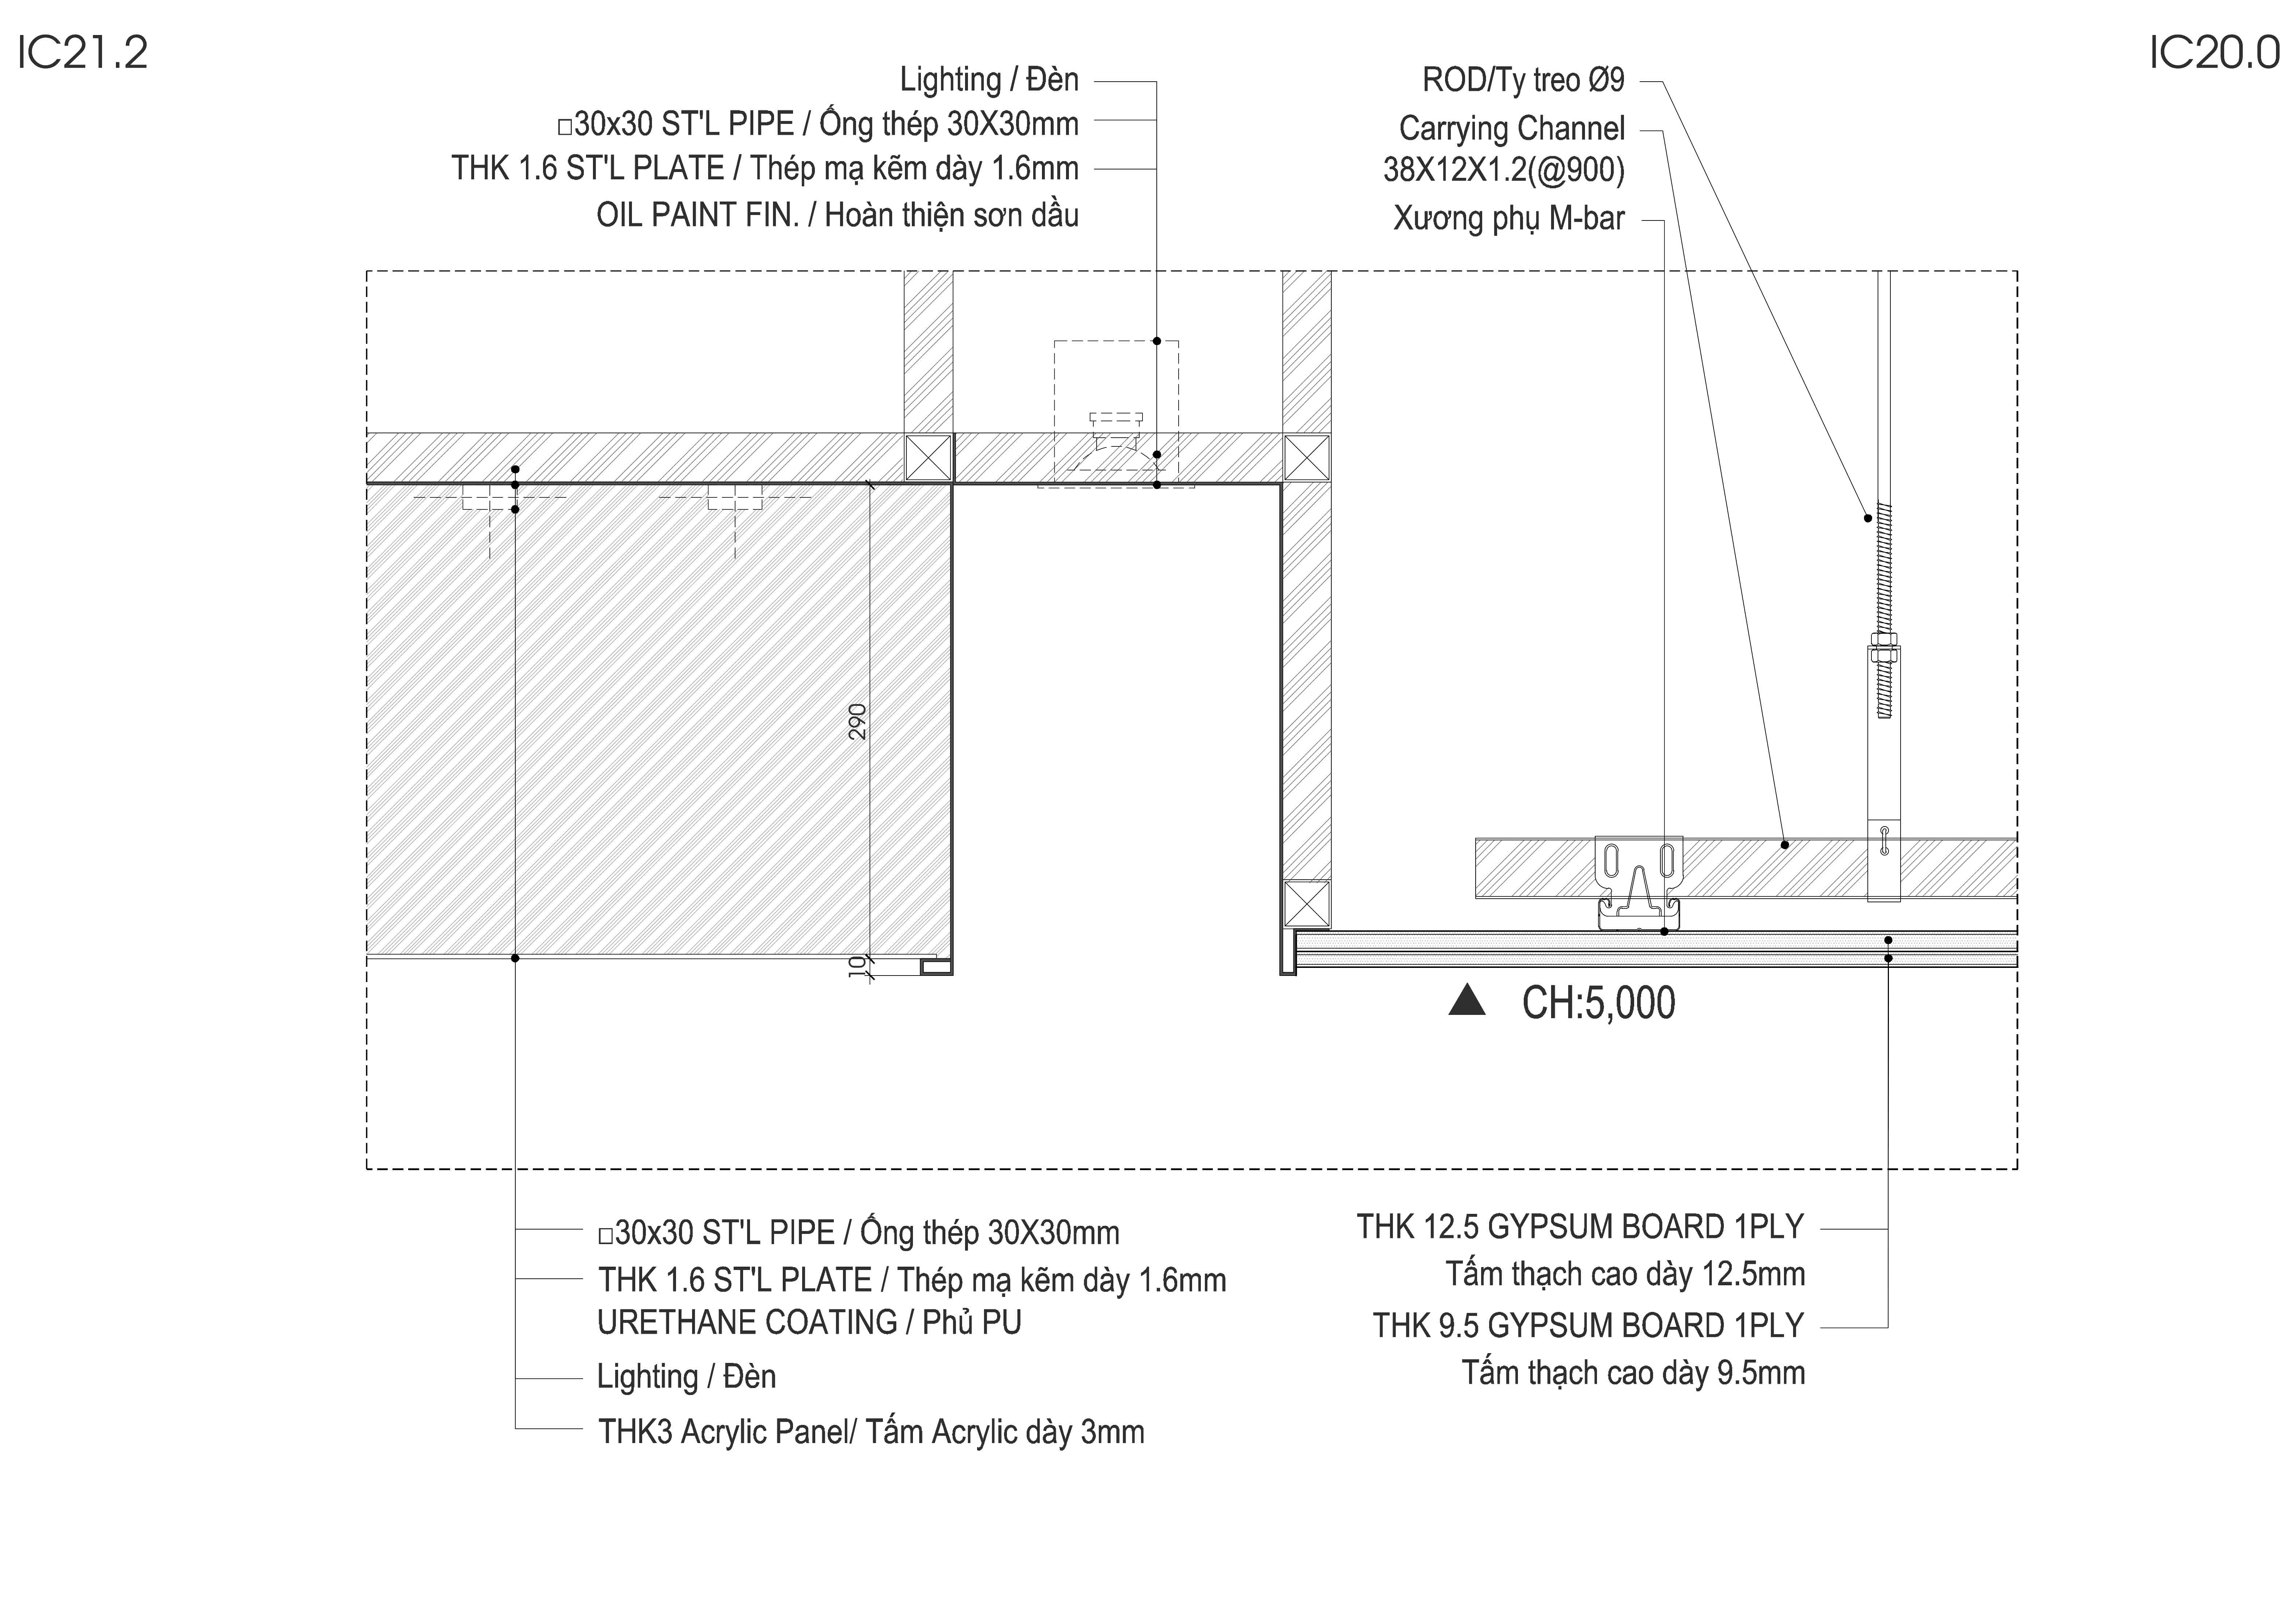 IC21.2
IC20.0
Lighting / Đèn
□30x30 ST'L PIPE / Ống thép 30X30mm
THK 1.6 ST'L PLATE / Thép mạ kẽm dày 1.6mm
OIL PAINT FIN. / Hoàn thiện sơn dầu
ROD/Ty treo Ø9
Carrying Channel
38X12X1.2(@900)
Xương phụ M-bar
290
10
CH:5,000
□30x30 ST'L PIPE / Ống thép 30X30mm
THK 1.6 ST'L PLATE / Thép mạ kẽm dày 1.6mm
URETHANE COATING / Phủ PU
Lighting / Đèn
THK3 Acrylic Panel/ Tấm Acrylic dày 3mm
THK 12.5 GYPSUM BOARD 1PLY
Tấm thạch cao dày 12.5mm
THK 9.5 GYPSUM BOARD 1PLY
Tấm thạch cao dày 9.5mm